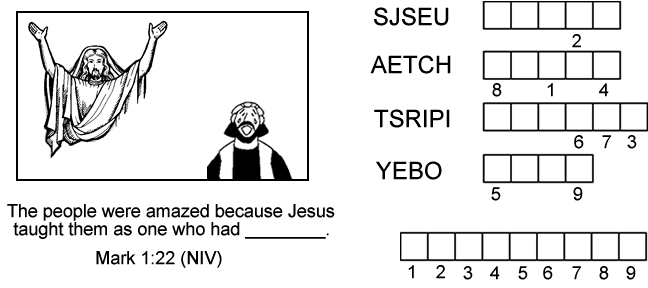 SJSEU
2
AETCH
8 1 4
TSRIPI
6 7 3
YEBO
5 9
The people were amazed because Jesus
taught them as one who had _________.
Mark 1:22 (NIV)
1 2 3 4 5 6 7 8 9